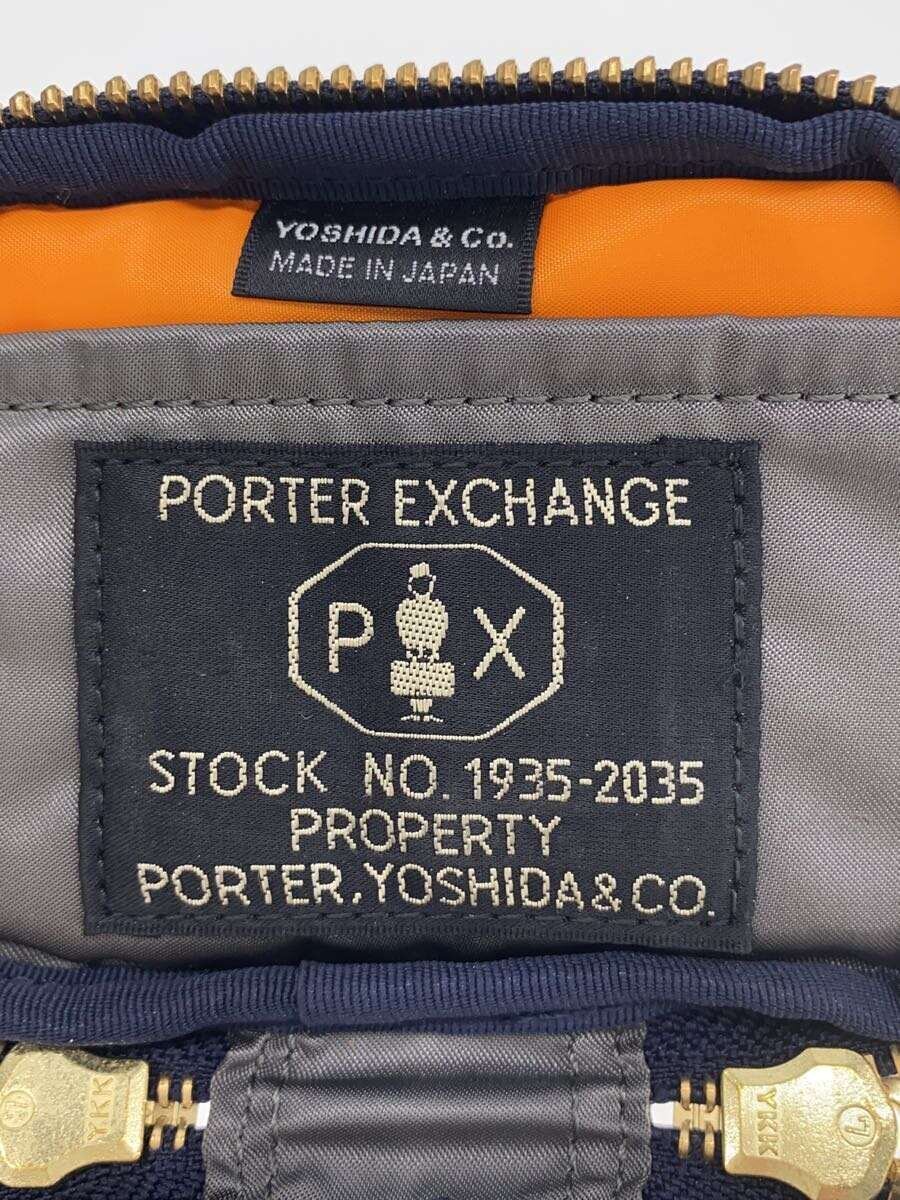 YOSHIDA & Co.
MADE IN JAPAN
PORTER EXCHANGE
P X
STOCK NO. 1935-2035
PROPERTY
PORTER, YOSHIDA & CO.
YKK
YKK